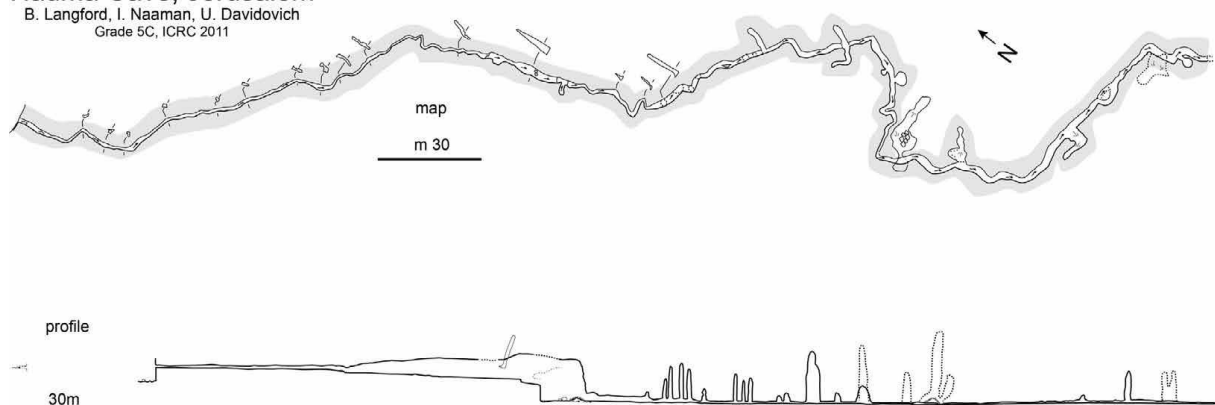 B. Langford, I. Naaman, U. Davidovich
Grade 5C, ICRC 2011
N
map
m 30
profile
30m